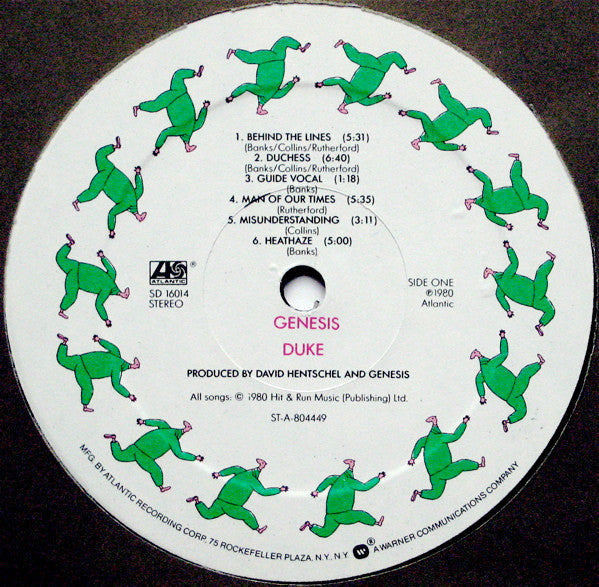 1. BEHIND THE LINES (5:31)
(Banks/Collins/Rutherford)
2. DUCHESS (6:40)
(Banks/Collins/Rutherford)
3. GUIDE VOCAL (1:18)
(Banks)
4. MAN OF OUR TIMES (5:35)
(Rutherford)
5. MISUNDERSTANDING (3:11)
(Collins)
6. HEATHAZE (5:00)
(Banks)
ATLANTIC ®
SD 16014
STEREO
SIDE ONE
℗1980
Atlantic
GENESIS
DUKE
PRODUCED BY DAVID HENTSCHEL AND GENESIS
All songs: © 1980 Hit & Run Music (Publishing) Ltd.
ST-A-804449
MFG. BY ATLANTIC RECORDING CORP. 75 ROCKEFELLER PLAZA, N.Y., N.Y. ® A WARNER COMMUNICATIONS COMPANY